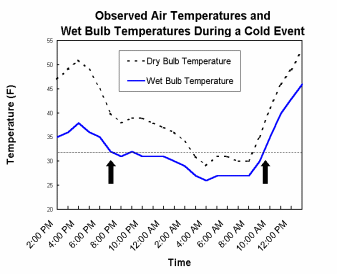 Observed Air Temperatures and
Wet Bulb Temperatures During a Cold Event
Temperature (F)
55
50
45
40
35
30
25
20
Dry Bulb Temperature
Wet Bulb Temperature
2:00 PM
4:00 PM
6:00 PM
8:00 PM
10:00 PM
12:00 AM
2:00 AM
4:00 AM
6:00 AM
8:00 AM
10:00 AM
12:00 PM
Time